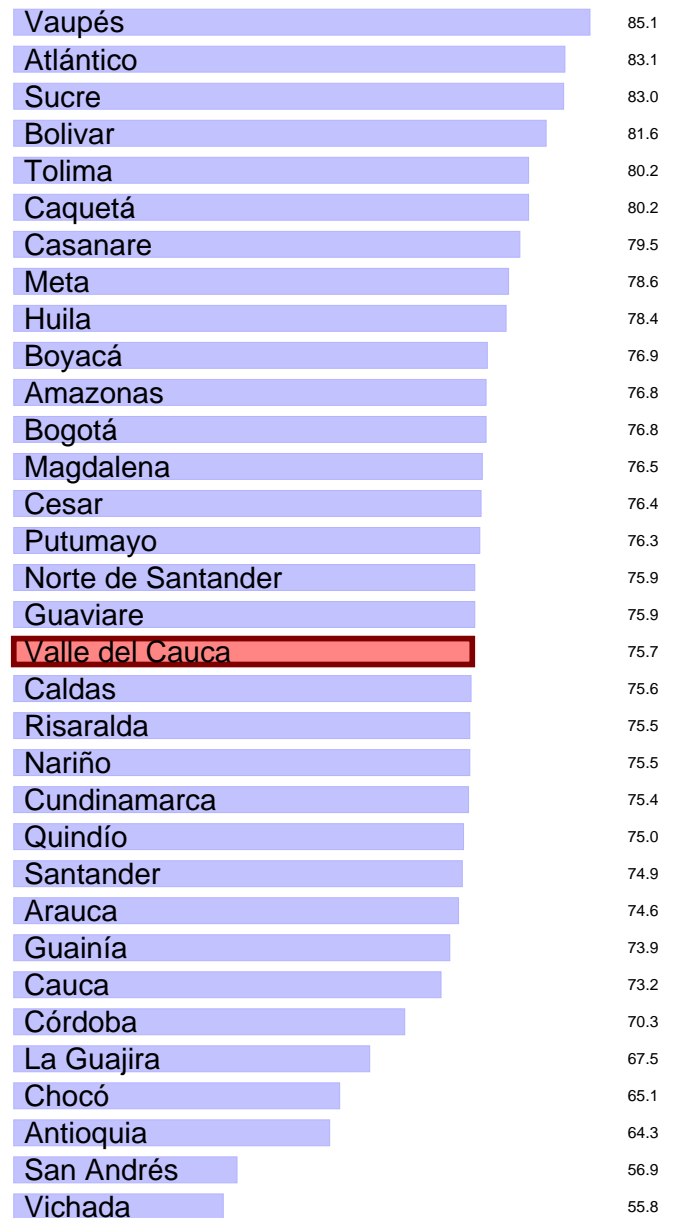 Vaupés 85.1
Atlántico 83.1
Sucre 83.0
Bolivar 81.6
Tolima 80.2
Caquetá 80.2
Casanare 79.5
Meta 78.6
Huila 78.4
Boyacá 76.9
Amazonas 76.8
Bogotá 76.8
Magdalena 76.5
Cesar 76.4
Putumayo 76.3
Norte de Santander 75.9
Guaviare 75.9
Valle del Cauca 75.7
Caldas 75.6
Risaralda 75.5
Nariño 75.5
Cundinamarca 75.4
Quindío 75.0
Santander 74.9
Arauca 74.6
Guainía 73.9
Cauca 73.2
Córdoba 70.3
La Guajira 67.5
Chocó 65.1
Antioquia 64.3
San Andrés 56.9
Vichada 55.8